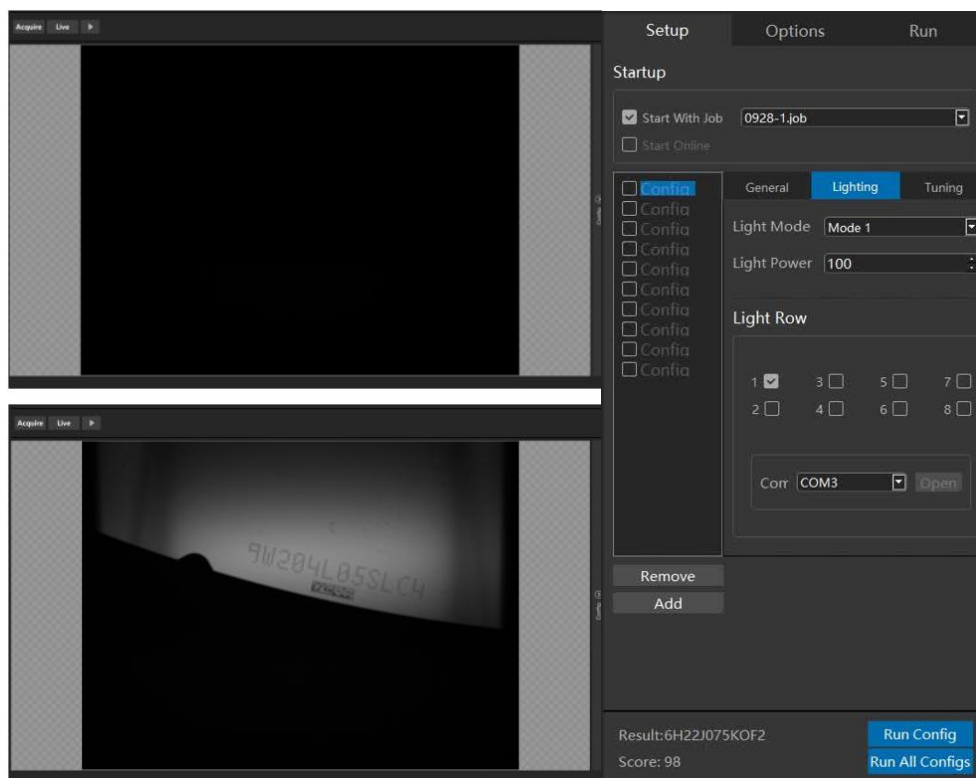 Acquire Live
Setup Options Run
Startup
Start With Job 0928-1.job
Start Online
Config General Lighting Tuning
Config
Config Light Mode Mode 1
Config
Config Light Power 100
Config
Config Light Row
Config
Config
Config
1 3 5 7
2 4 6 8
Acquire Live
9W204L05SLC4
Com COM3 Open
Remove
Add
Result:6H22J075KOF2 Run Config
Score: 98 Run All Configs